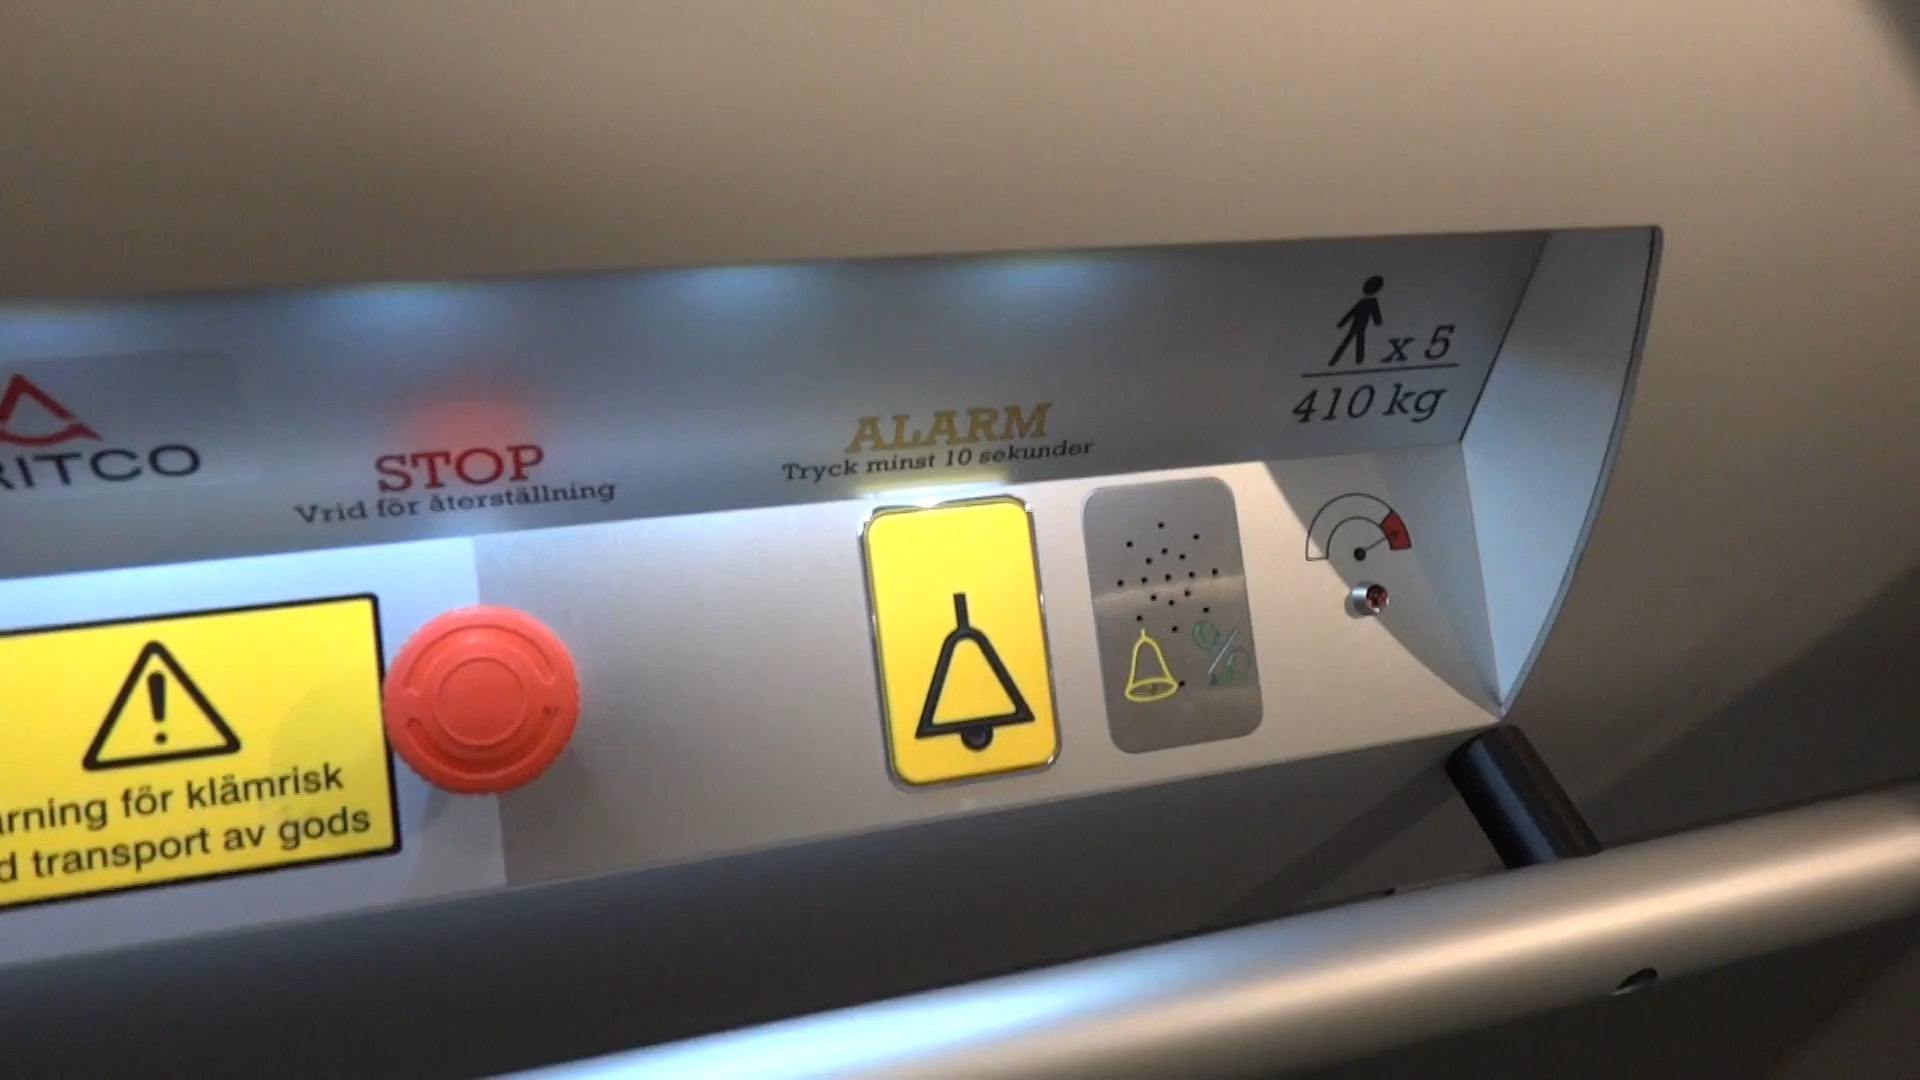 RITCO
STOP
Vrid för återställning
ALARM
Tryck minst 10 sekunder
x 5
410 kg
arning för klämrisk
d transport av gods